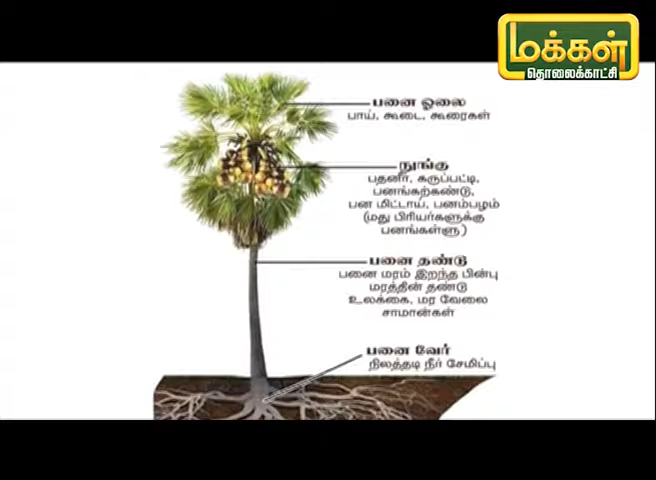 மக்கள்
தொலைக்காட்சி
பனை ஓலை
பாய், கூடை, கூரைகள்
நுங்கு
பதனீர், கருப்பட்டி,
பனங்கற்கண்டு,
பன மிட்டாய், பனம்பழம்
(மது பிரியர்களுக்கு
பனங்கள்ளு)
பனை தண்டு
பனை மரம் இறந்த பின்பு
மரத்தின் தண்டு
உலக்கை, மர வேலை
சாமான்கள்
பனை வேர்
நிலத்தடி நீர் சேமிப்பு